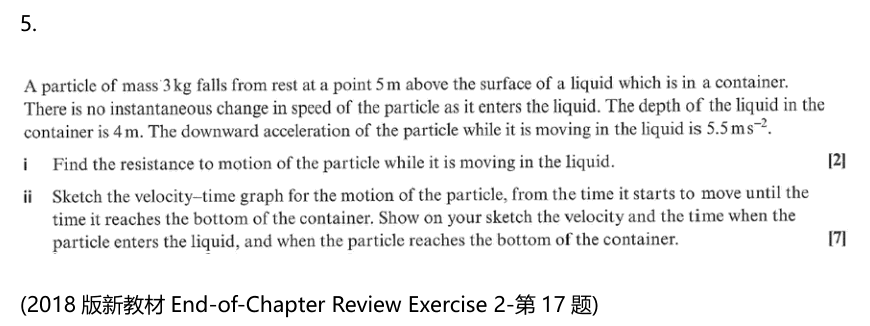 5.
A particle of mass 3 kg falls from rest at a point 5 m above the surface of a liquid which is in a container.
There is no instantaneous change in speed of the particle as it enters the liquid. The depth of the liquid in the
container is 4 m. The downward acceleration of the particle while it is moving in the liquid is 5.5 m s⁻².
i Find the resistance to motion of the particle while it is moving in the liquid. [2]
ii Sketch the velocity–time graph for the motion of the particle, from the time it starts to move until the
time it reaches the bottom of the container. Show on your sketch the velocity and the time when the
particle enters the liquid, and when the particle reaches the bottom of the container. [7]
(2018 版新教材 End-of-Chapter Review Exercise 2-第 17 题)